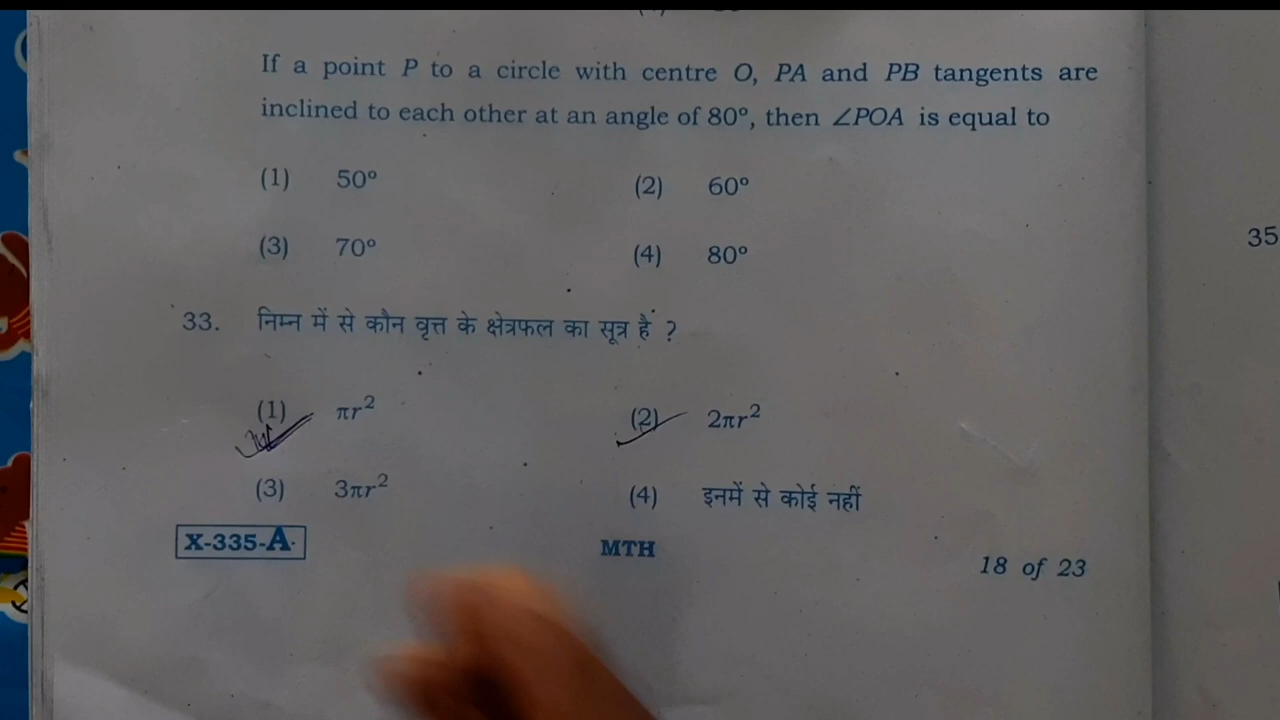 If a point P to a circle with centre O, PA and PB tangents are
inclined to each other at an angle of 80°, then ∠POA is equal to
(1) 50° (2) 60°
(3) 70° (4) 80°
33. निम्न में से कौन वृत्त के क्षेत्रफल का सूत्र है ?
(1) πr² (2) 2πr²
(3) 3πr² (4) इनमें से कोई नहीं
X-335-A MTH 18 of 23
35